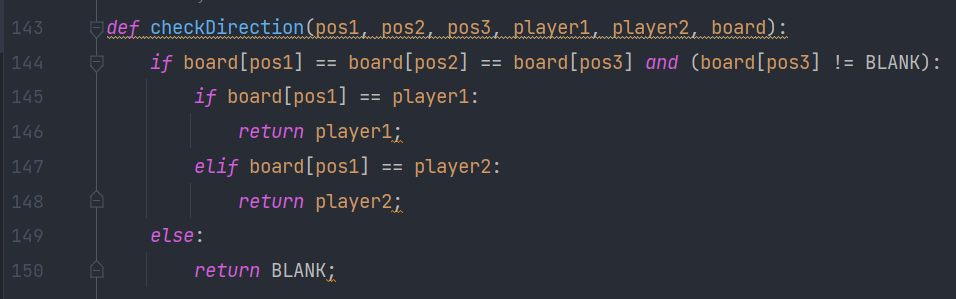 143 def checkDirection(pos1, pos2, pos3, player1, player2, board):
144 if board[pos1] == board[pos2] == board[pos3] and (board[pos3] != BLANK):
145 if board[pos1] == player1:
146 return player1;
147 elif board[pos1] == player2:
148 return player2;
149 else:
150 return BLANK;